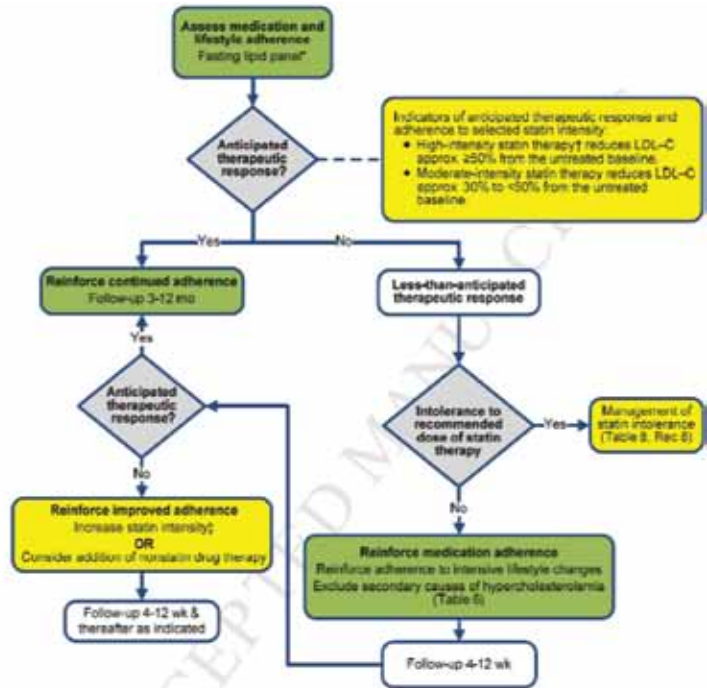 Assess medication and
lifestyle adherence
Fasting lipid panel*
Anticipated
therapeutic
response?
Indicators of anticipated therapeutic response and
adherence to selected statin intensity:
• High-intensity statin therapy† reduces LDL-C
approx. ≥50% from the untreated baseline.
• Moderate-intensity statin therapy reduces LDL-C
approx. 30% to <50% from the untreated
baseline
Yes
No
Reinforce continued adherence
Follow-up 3-12 mo
Less-than-anticipated
therapeutic response
Yes
Anticipated
therapeutic
response?
Intolerance to
recommended
dose of statin
therapy
Yes
Management of
statin intolerance
(Table 8, Rec 8)
No
No
Reinforce improved adherence
Increase statin intensity‡
OR
Consider addition of nonstatin drug therapy
Reinforce medication adherence
Reinforce adherence to intensive lifestyle changes
Exclude secondary causes of hypercholesterolemia
(Table 6)
Follow-up 4-12 wk &
thereafter as indicated
Follow-up 4-12 wk
CEPTED MANUSC